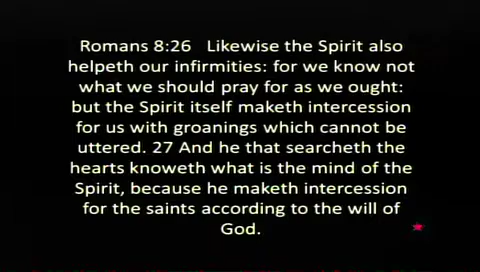 Romans 8:26   Likewise the Spirit also
helpeth our infirmities: for we know not
what we should pray for as we ought:
but the Spirit itself maketh intercession
for us with groanings which cannot be
uttered. 27 And he that searcheth the
hearts knoweth what is the mind of the
Spirit, because he maketh intercession
for the saints according to the will of
God.